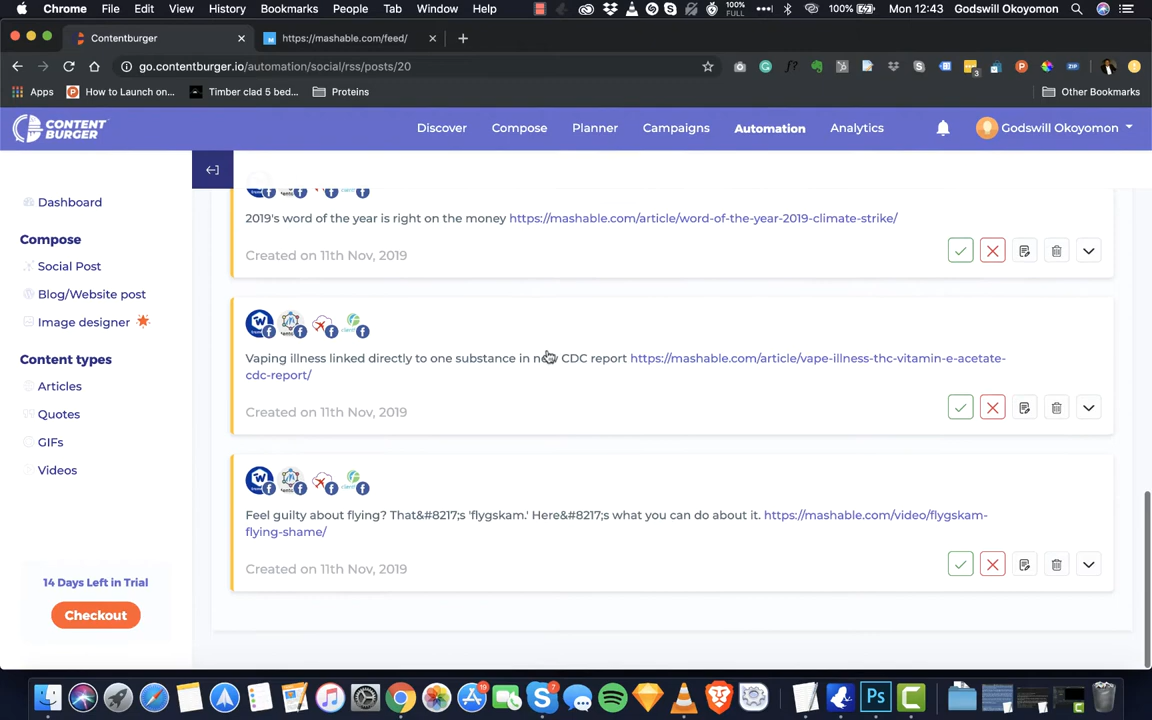 Chrome File Edit View History Bookmarks People Tab Window Help 100% FULL 100% Mon 12:43 Godswill Okoyomon
Contentburger https://mashable.com/feed/
go.contentburger.io/automation/social/rss/posts/20
Apps How to Launch on... Timber clad 5 bed... Proteins Other Bookmarks
CONTENT BURGER Discover Compose Planner Campaigns Automation Analytics Godswill Okoyomon
Dashboard
Compose
Social Post
Blog/Website post
Image designer
Content types
Articles
Quotes
GIFs
Videos
14 Days Left in Trial
Checkout
2019's word of the year is right on the money https://mashable.com/article/word-of-the-year-2019-climate-strike/
Created on 11th Nov, 2019
Vaping illness linked directly to one substance in new CDC report https://mashable.com/article/vape-illness-thc-vitamin-e-acetate-
cdc-report/
Created on 11th Nov, 2019
Feel guilty about flying? That&#8217;s 'flygskam.' Here&#8217;s what you can do about it. https://mashable.com/video/flygskam-
flying-shame/
Created on 11th Nov, 2019